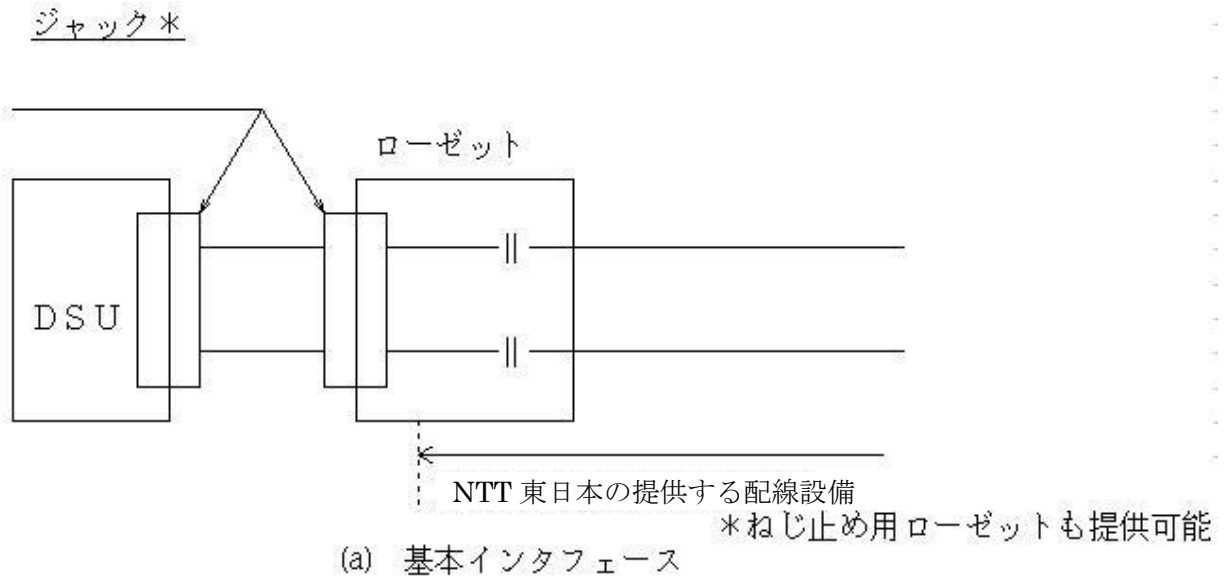 ジャック＊
ローゼット
ＤＳＵ
NTT 東日本の提供する配線設備
＊ねじ止め用ローゼットも提供可能
(a) 基本インタフェース